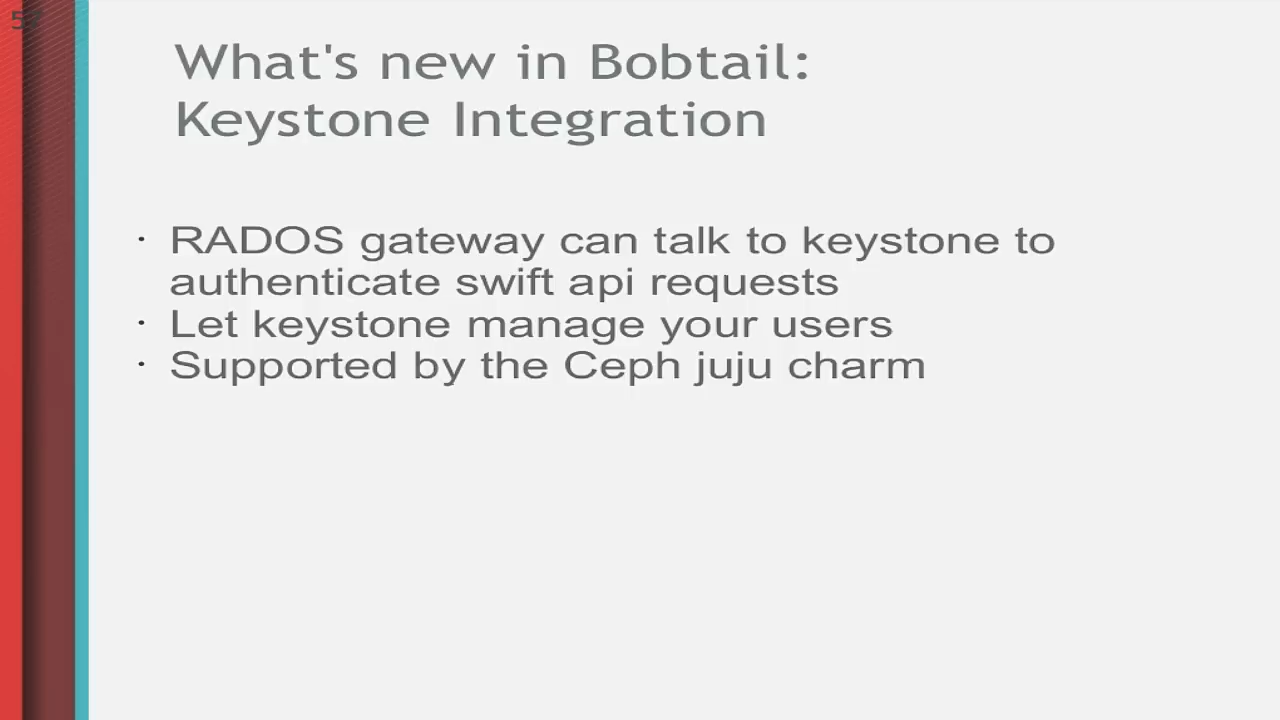 What's new in Bobtail:
Keystone Integration
· RADOS gateway can talk to keystone to
authenticate swift api requests
· Let keystone manage your users
· Supported by the Ceph juju charm